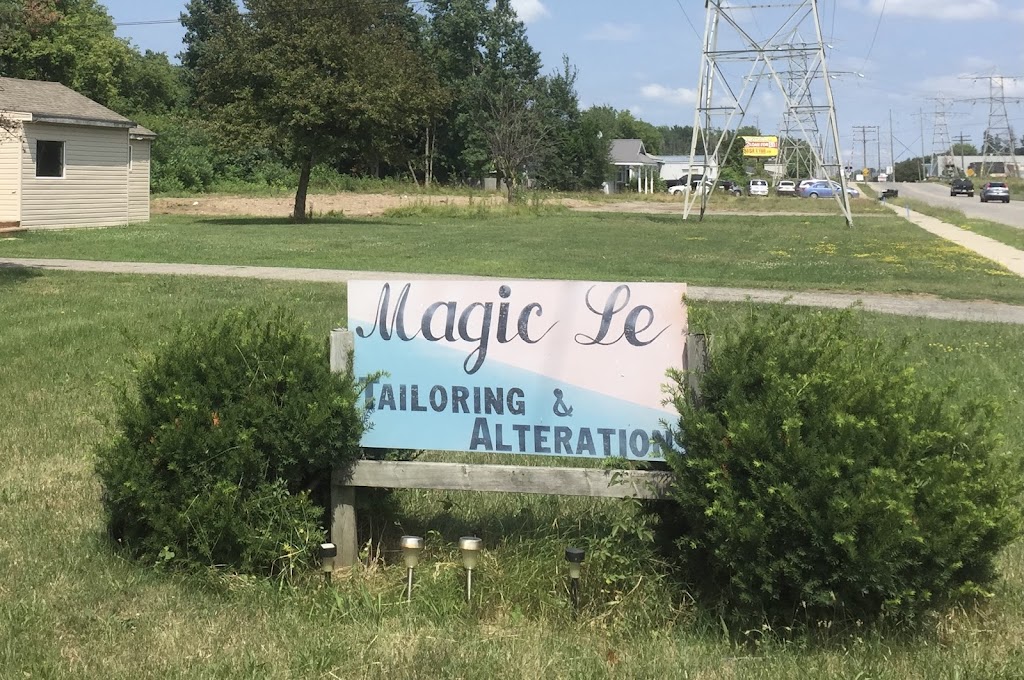 Magic Le
TAILORING &
ALTERATIONS